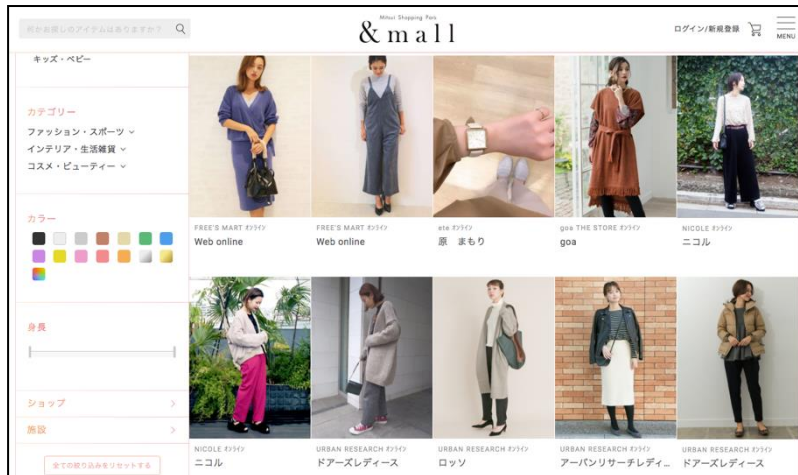 何かお探しのアイテムはありますか？
Mitsui Shopping Park
&mall
ログイン/新規登録
MENU
キッズ・ベビー
カテゴリー
ファッション・スポーツ
インテリア・生活雑貨
コスメ・ビューティー
カラー
身長
ショップ
施設
全ての絞り込みをリセットする
FREE'S MART オンライン
Web online
FREE'S MART オンライン
Web online
ete オンライン
原 まもり
goa THE STORE オンライン
goa
NICOLE オンライン
ニコル
NICOLE オンライン
ニコル
URBAN RESEARCH オンライン
ドアーズレディース
URBAN RESEARCH オンライン
ロッソ
URBAN RESEARCH オンライン
アーバンリサーチレディ...
URBAN RESEARCH オンライン
ドアーズレディース